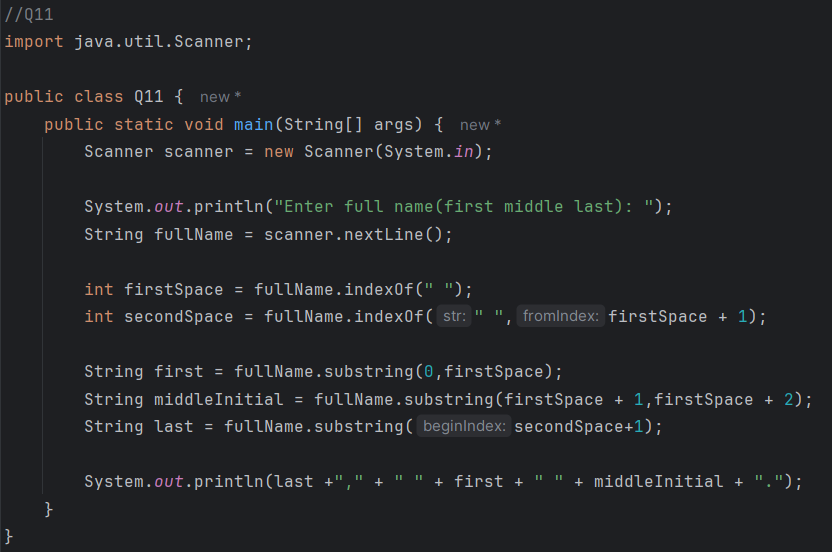 //Q11
import java.util.Scanner;
public class Q11 { new *
public static void main(String[] args) { new *
Scanner scanner = new Scanner(System.in);
System.out.println("Enter full name(first middle last): ");
String fullName = scanner.nextLine();
int firstSpace = fullName.indexOf(" ");
int secondSpace = fullName.indexOf( str: " ", fromIndex: firstSpace + 1);
String first = fullName.substring(0,firstSpace);
String middleInitial = fullName.substring(firstSpace + 1,firstSpace + 2);
String last = fullName.substring( beginIndex: secondSpace+1);
System.out.println(last +"," + " " + first + " " + middleInitial + ".");
}
}